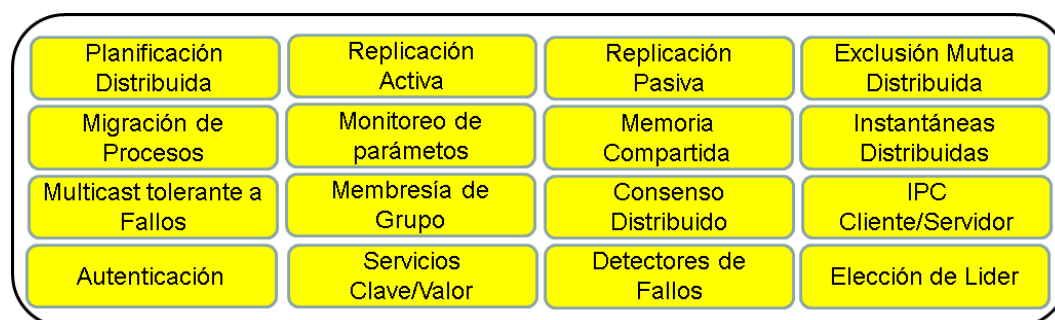 Planificación
Distribuida
Replicación
Activa
Replicación
Pasiva
Exclusión Mutua
Distribuida
Migración de
Procesos
Monitoreo de
parámetos
Memoria
Compartida
Instantáneas
Distribuidas
Multicast tolerante a
Fallos
Membresía de
Grupo
Consenso
Distribuido
IPC
Cliente/Servidor
Autenticación
Servicios
Clave/Valor
Detectores de
Fallos
Elección de Lider